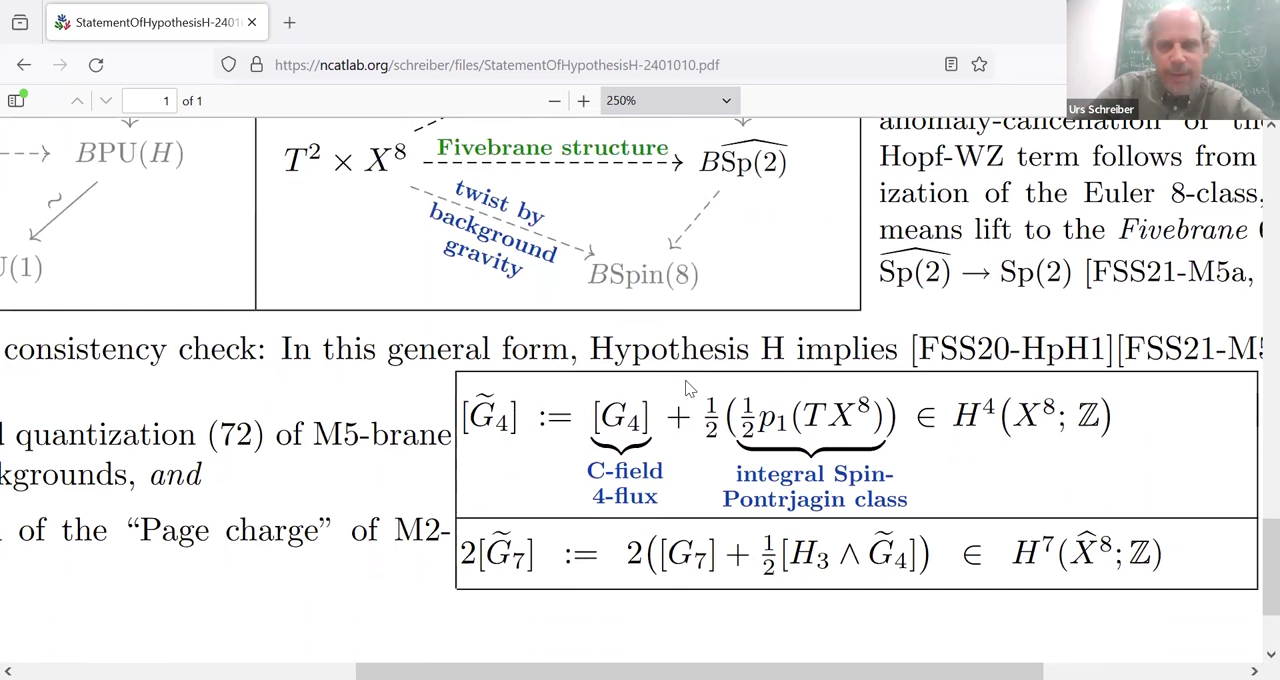 StatementOfHypothesisH-24010
https://ncatlab.org/schreiber/files/StatementOfHypothesisH-2401010.pdf
1 of 1
250%
Urs Schreiber
BPU(H)
U(1)
T² × X⁸
Fivebrane structure
B\widehat{Sp(2)}
twist by
background
gravity
BSpin(8)
anomaly-cancellation of the
Hopf-WZ term follows from
ization of the Euler 8-class,
means lift to the Fivebrane
\widehat{Sp(2)} → Sp(2) [FSS21-M5a,
consistency check: In this general form, Hypothesis H implies [FSS20-HpH1][FSS21-M5
[G̃₄] := [G₄] + ½(½p₁(TX⁸)) ∈ H⁴(X⁸; ℤ)
l quantization (72) of M5-brane
C-field
4-flux
integral Spin-
Pontrjagin class
kgrounds, and
of the “Page charge” of M2-
2[G̃₇] := 2([G₇] + ½[H₃ ∧ G̃₄]) ∈ H⁷(X̂⁸; ℤ)